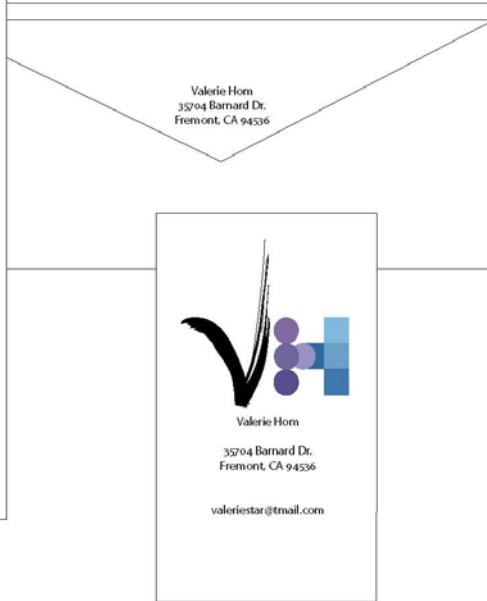 Valerie Hom
35704 Barnard Dr.
Fremont, CA 94536
VH
Valerie Hom
35704 Barnard Dr.
Fremont, CA 94536
valeriestar@tmail.com